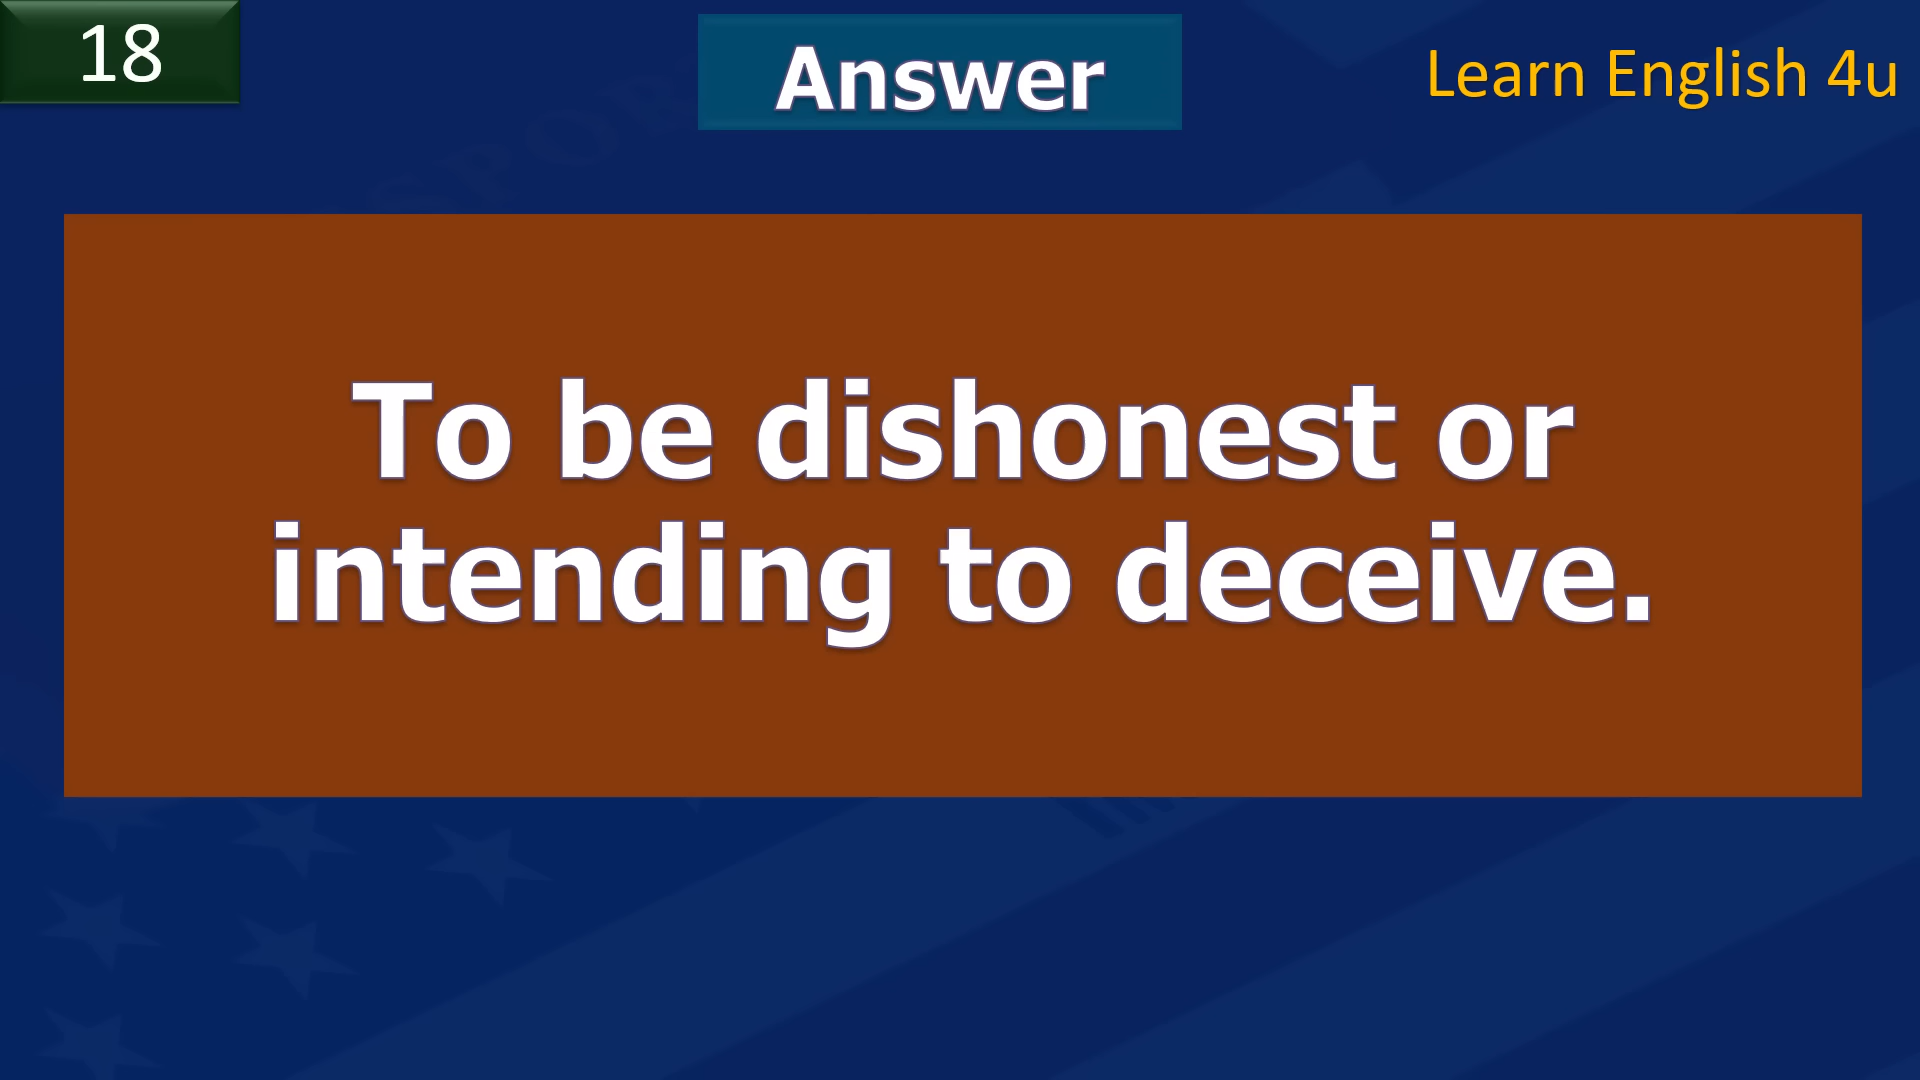 18
Answer
Learn English 4u
To be dishonest or
intending to deceive.